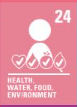 24
HEALTH,
WATER, FOOD,
ENVIRONMENT